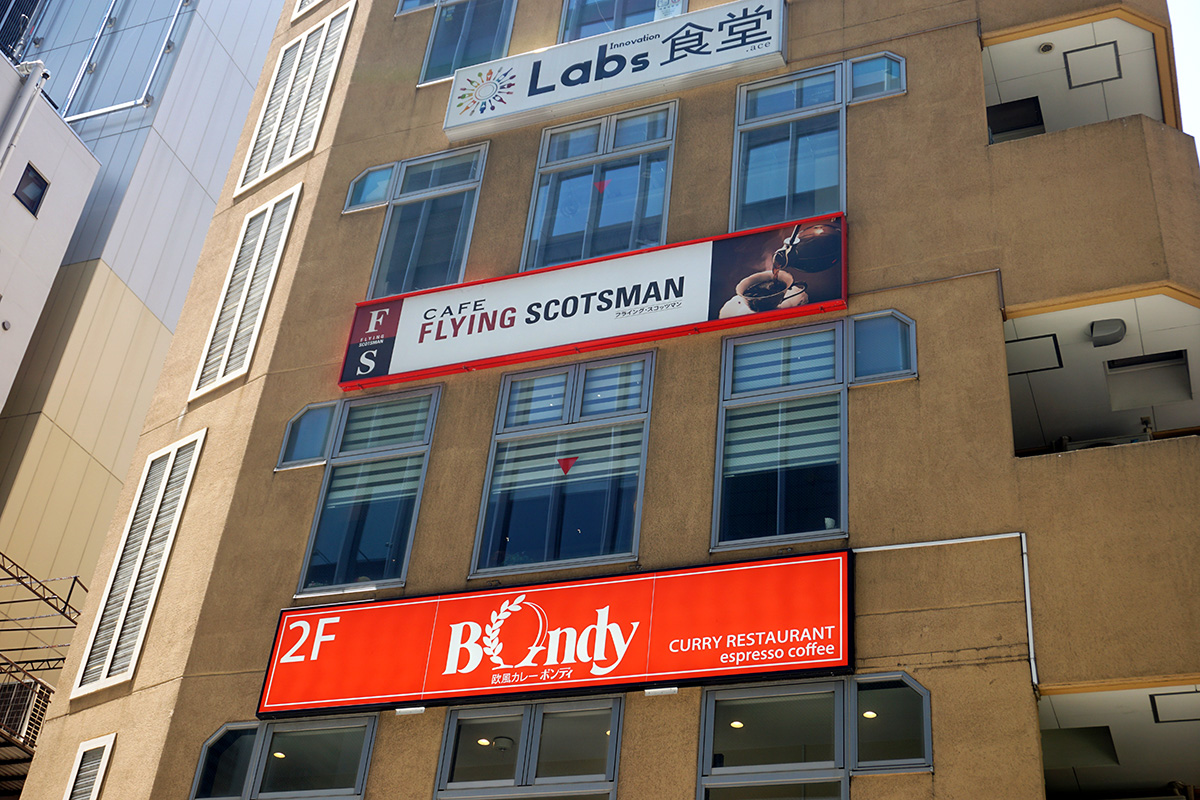 Innovation
Labs食堂
.ace
F
FLYING
SCOTSMAN
S
CAFE
FLYING SCOTSMAN
フライング・スコッツマン
2F
Bondy
欧風カレー ボンディ
CURRY RESTAURANT
espresso coffee